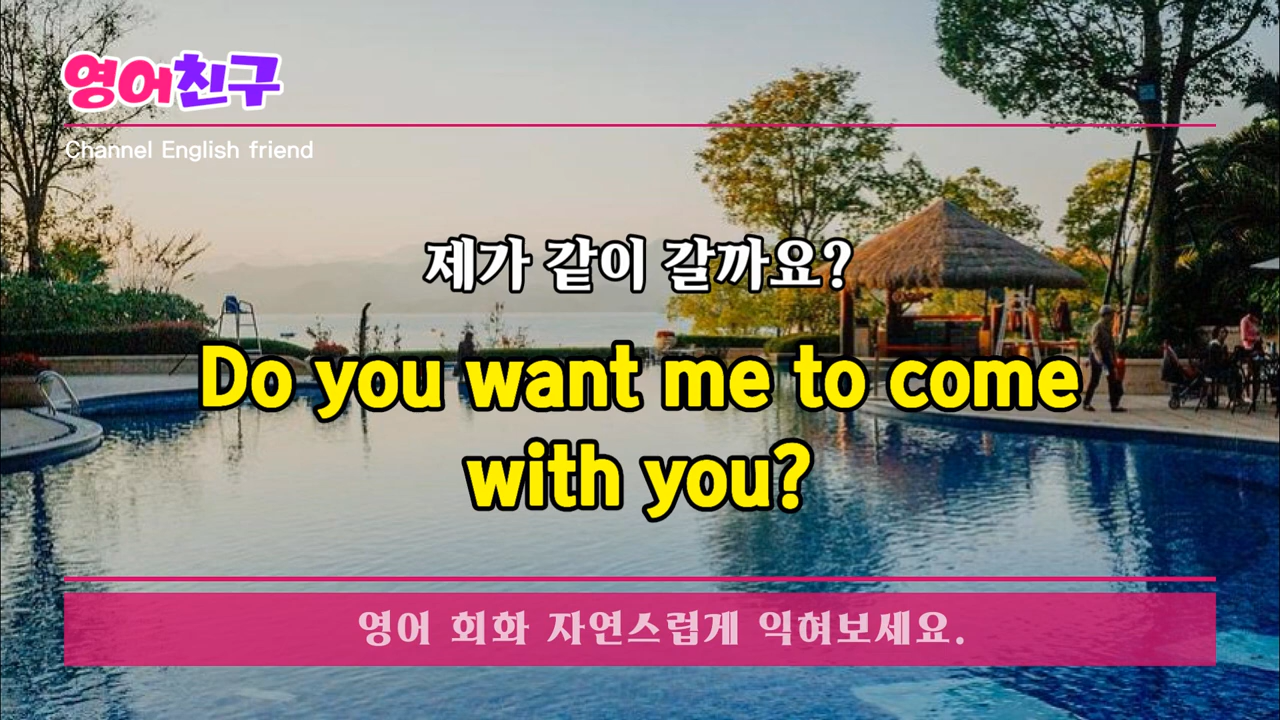 영어친구
Channel English friend
제가 같이 갈까요?
Do you want me to come
with you?
영어 회화 자연스럽게 익혀보세요.